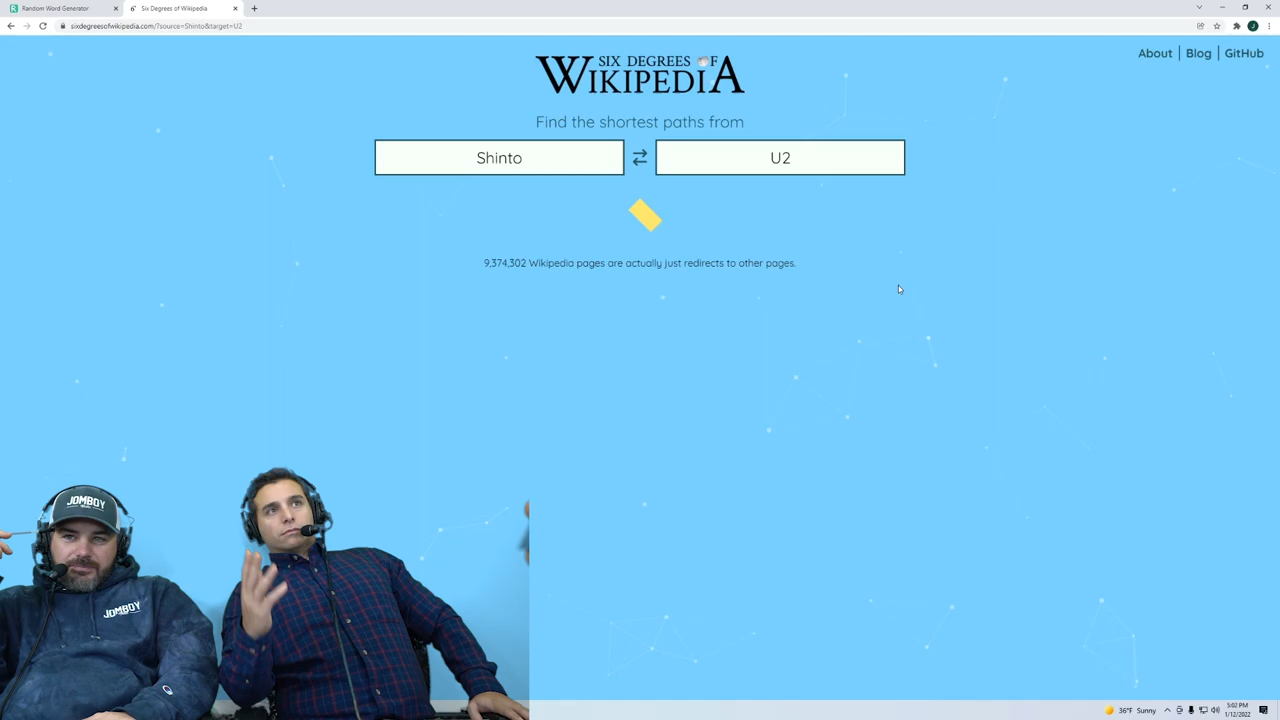 Random Word Generator
Six Degrees of Wikipedia
sixdegreesofwikipedia.com/?source=Shinto&target=U2
About | Blog | GitHub
SIX DEGREES OF
WIKIPEDIA
Find the shortest paths from
Shinto
U2
9,374,302 Wikipedia pages are actually just redirects to other pages.
JOMBOY
JOMBOY
36°F Sunny
5:02 PM
1/12/2022